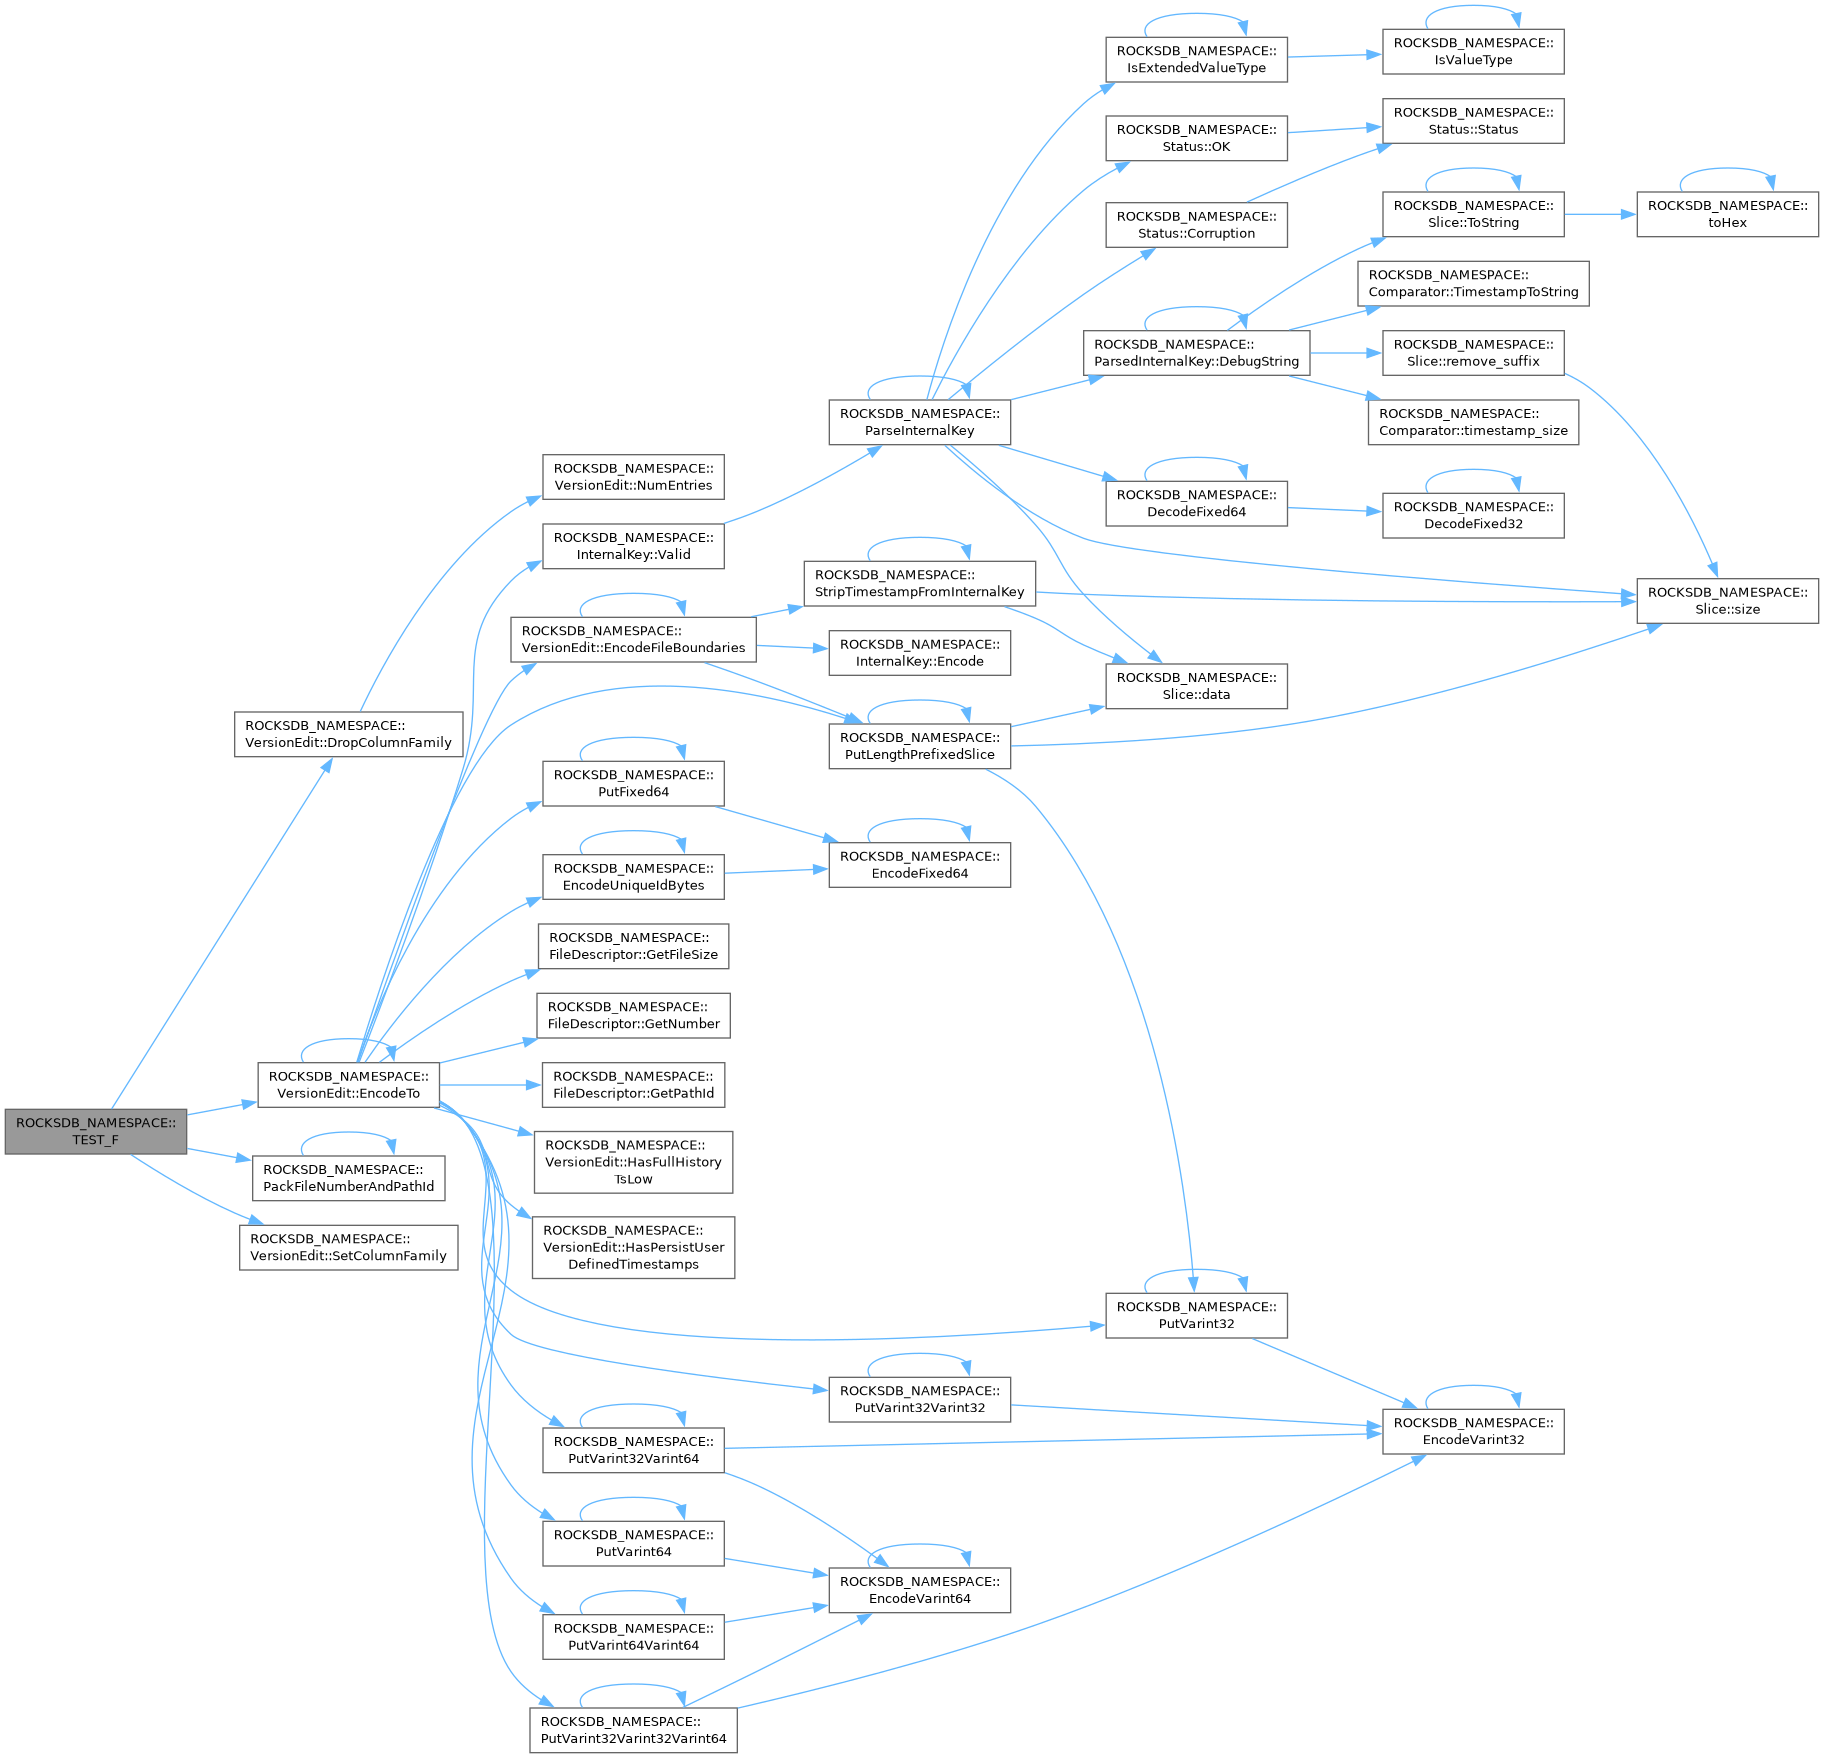 ROCKSDB_NAMESPACE::
TEST_F
ROCKSDB_NAMESPACE::
VersionEdit::DropColumnFamily
ROCKSDB_NAMESPACE::
VersionEdit::EncodeTo
ROCKSDB_NAMESPACE::
PackFileNumberAndPathId
ROCKSDB_NAMESPACE::
VersionEdit::SetColumnFamily
ROCKSDB_NAMESPACE::
VersionEdit::NumEntries
ROCKSDB_NAMESPACE::
InternalKey::Valid
ROCKSDB_NAMESPACE::
VersionEdit::EncodeFileBoundaries
ROCKSDB_NAMESPACE::
PutFixed64
ROCKSDB_NAMESPACE::
EncodeUniqueIdBytes
ROCKSDB_NAMESPACE::
FileDescriptor::GetFileSize
ROCKSDB_NAMESPACE::
FileDescriptor::GetNumber
ROCKSDB_NAMESPACE::
FileDescriptor::GetPathId
ROCKSDB_NAMESPACE::
VersionEdit::HasFullHistory
TsLow
ROCKSDB_NAMESPACE::
VersionEdit::HasPersistUser
DefinedTimestamps
ROCKSDB_NAMESPACE::
PutVarint32Varint64
ROCKSDB_NAMESPACE::
PutVarint64
ROCKSDB_NAMESPACE::
PutVarint64Varint64
ROCKSDB_NAMESPACE::
PutVarint32Varint32Varint64
ROCKSDB_NAMESPACE::
ParseInternalKey
ROCKSDB_NAMESPACE::
StripTimestampFromInternalKey
ROCKSDB_NAMESPACE::
InternalKey::Encode
ROCKSDB_NAMESPACE::
PutLengthPrefixedSlice
ROCKSDB_NAMESPACE::
EncodeFixed64
ROCKSDB_NAMESPACE::
PutVarint32Varint32
ROCKSDB_NAMESPACE::
EncodeVarint64
ROCKSDB_NAMESPACE::
IsExtendedValueType
ROCKSDB_NAMESPACE::
Status::OK
ROCKSDB_NAMESPACE::
Status::Corruption
ROCKSDB_NAMESPACE::
ParsedInternalKey::DebugString
ROCKSDB_NAMESPACE::
DecodeFixed64
ROCKSDB_NAMESPACE::
Slice::data
ROCKSDB_NAMESPACE::
PutVarint32
ROCKSDB_NAMESPACE::
IsValueType
ROCKSDB_NAMESPACE::
Status::Status
ROCKSDB_NAMESPACE::
Slice::ToString
ROCKSDB_NAMESPACE::
Comparator::TimestampToString
ROCKSDB_NAMESPACE::
Slice::remove_suffix
ROCKSDB_NAMESPACE::
Comparator::timestamp_size
ROCKSDB_NAMESPACE::
DecodeFixed32
ROCKSDB_NAMESPACE::
EncodeVarint32
ROCKSDB_NAMESPACE::
toHex
ROCKSDB_NAMESPACE::
Slice::size